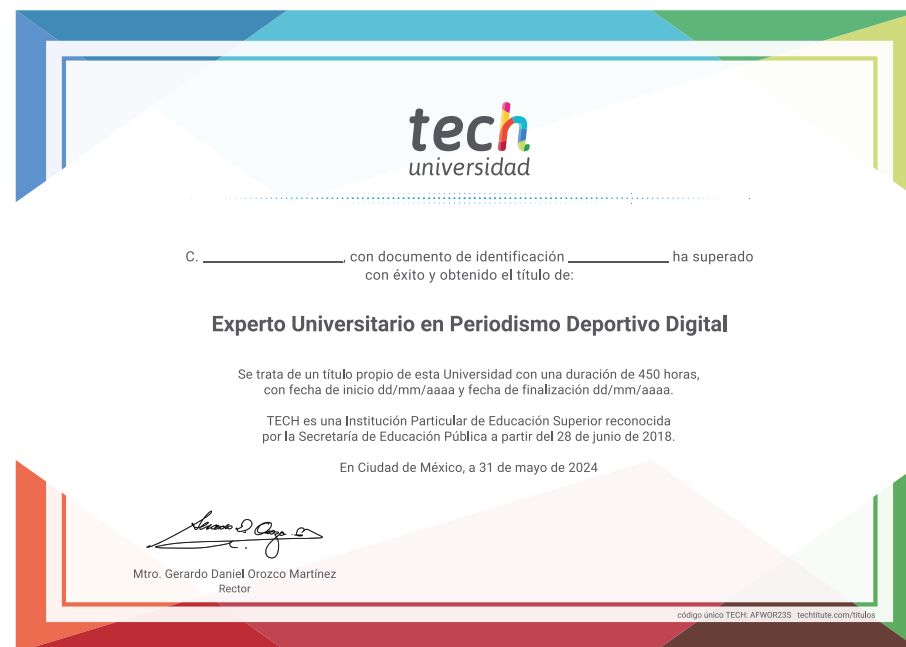 tech
universidad
C. ____________________, con documento de identificación ______________ ha superado
con éxito y obtenido el título de:
Experto Universitario en Periodismo Deportivo Digital
Se trata de un título propio de esta Universidad con una duración de 450 horas,
con fecha de inicio dd/mm/aaaa y fecha de finalización dd/mm/aaaa.
TECH es una Institución Particular de Educación Superior reconocida
por la Secretaría de Educación Pública a partir del 28 de junio de 2018.
En Ciudad de México, a 31 de mayo de 2024
Mtro. Gerardo Daniel Orozco Martínez
Rector
código único TECH: AFWOR23S techtitute.com/titulos